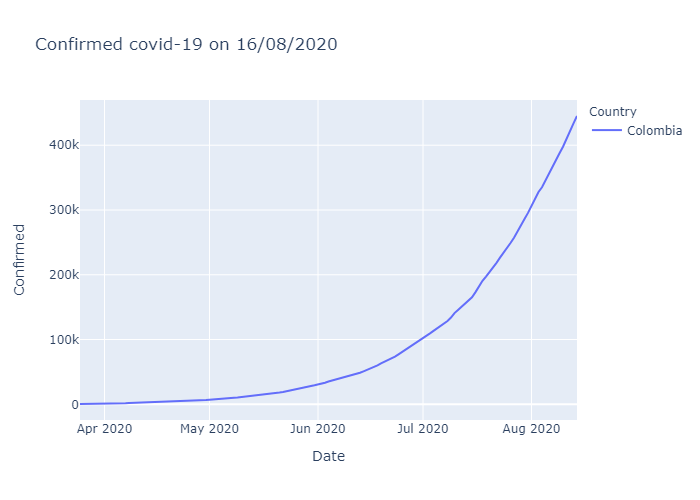 Confirmed covid-19 on 16/08/2020
Country
Colombia
Confirmed
400k
300k
200k
100k
0
Apr 2020
May 2020
Jun 2020
Jul 2020
Aug 2020
Date